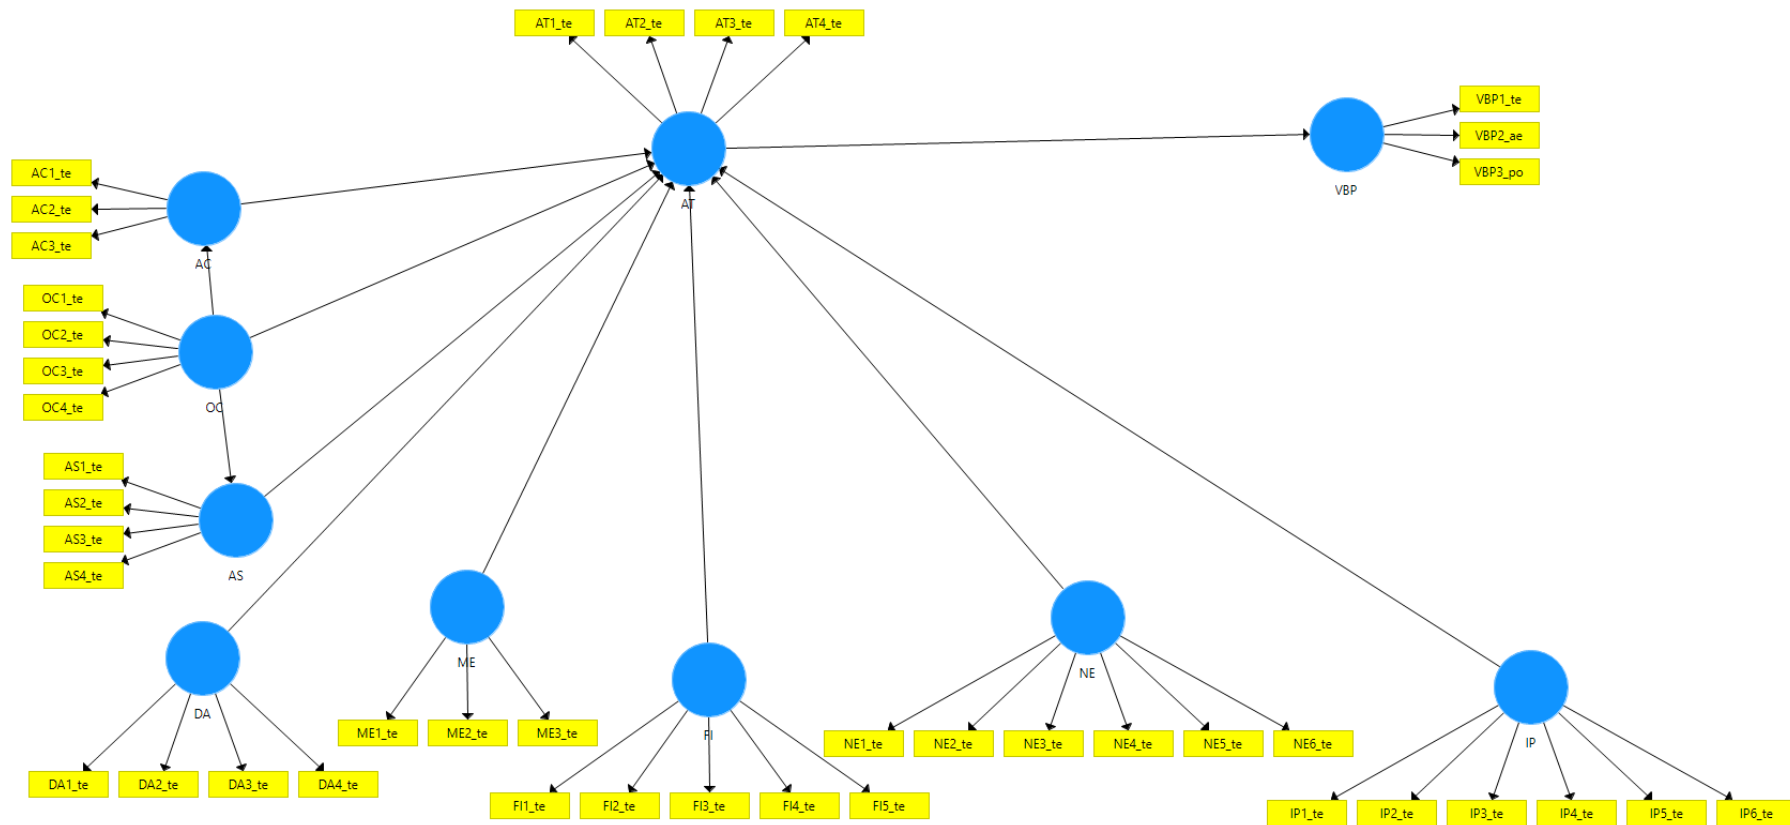 AT1_te
AT2_te
AT3_te
AT4_te
AT
VBP1_te
VBP2_ae
VBP3_po
VBP
AC1_te
AC2_te
AC3_te
AC
OC1_te
OC2_te
OC3_te
OC4_te
OC
AS1_te
AS2_te
AS3_te
AS4_te
AS
DA
DA1_te
DA2_te
DA3_te
DA4_te
ME
ME1_te
ME2_te
ME3_te
FI
FI1_te
FI2_te
FI3_te
FI4_te
FI5_te
NE
NE1_te
NE2_te
NE3_te
NE4_te
NE5_te
NE6_te
IP
IP1_te
IP2_te
IP3_te
IP4_te
IP5_te
IP6_te